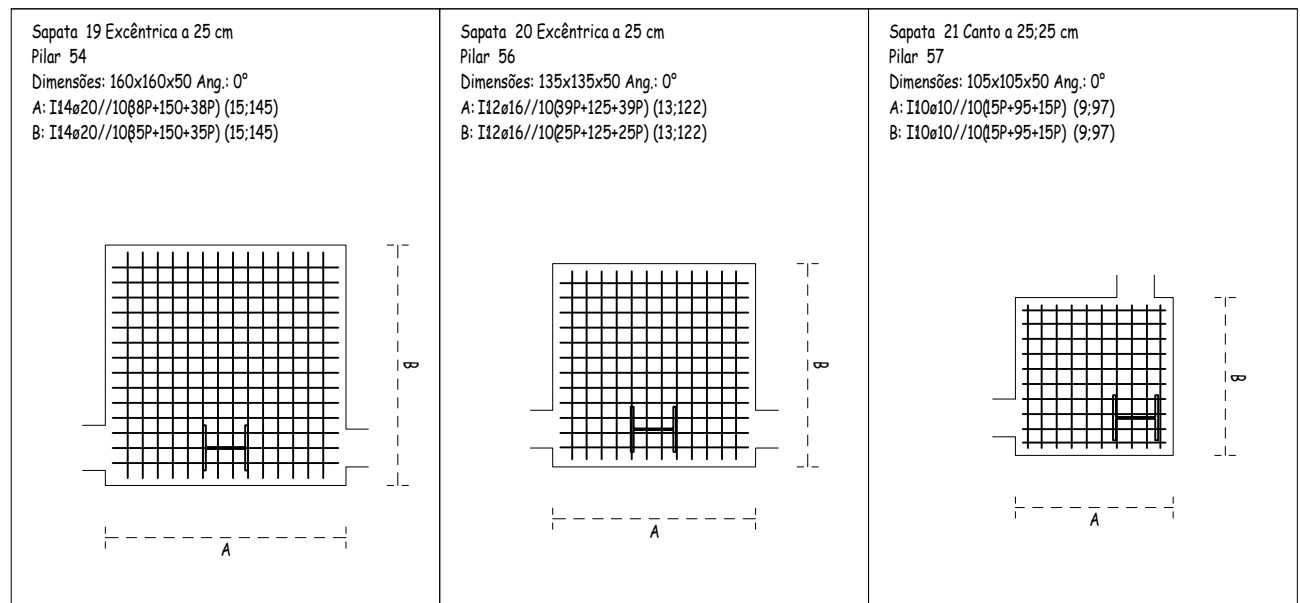 Sapata 19 Excêntrica a 25 cm
Pilar 54
Dimensões: 160x160x50 Ang.: 0°
A: I14ø20//10(38P+150+38P) (15;145)
B: I14ø20//10(35P+150+35P) (15;145)
B
A
Sapata 20 Excêntrica a 25 cm
Pilar 56
Dimensões: 135x135x50 Ang.: 0°
A: I12ø16//10(39P+125+39P) (13;122)
B: I12ø16//10(25P+125+25P) (13;122)
B
A
Sapata 21 Canto a 25;25 cm
Pilar 57
Dimensões: 105x105x50 Ang.: 0°
A: I10ø10//10(15P+95+15P) (9;97)
B: I10ø10//10(15P+95+15P) (9;97)
B
A